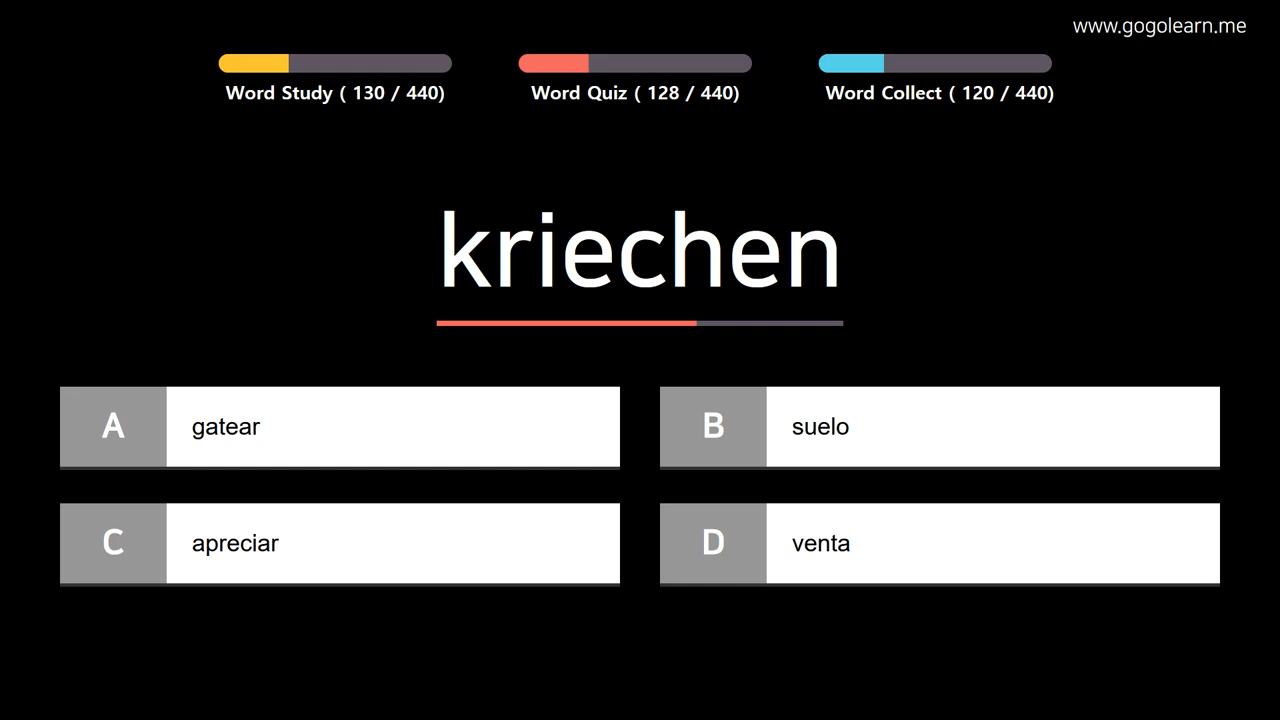 www.gogolearn.me
Word Study ( 130 / 440)
Word Quiz ( 128 / 440)
Word Collect ( 120 / 440)
kriechen
A gatear
B suelo
C apreciar
D venta